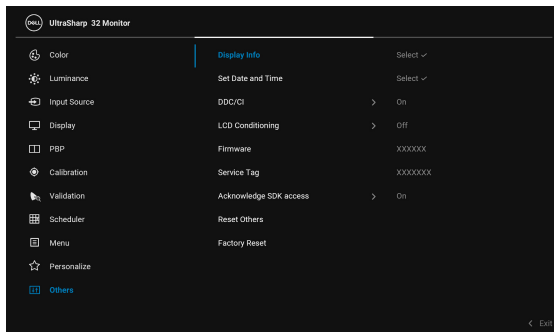 DELL UltraSharp 32 Monitor
Color Display Info Select
Luminance Set Date and Time Select
Input Source DDC/CI > On
Display LCD Conditioning > Off
PBP Firmware XXXXXX
Calibration Service Tag XXXXXXX
Validation Acknowledge SDK access > On
Scheduler Reset Others
Menu Factory Reset
Personalize
Others
< Exit